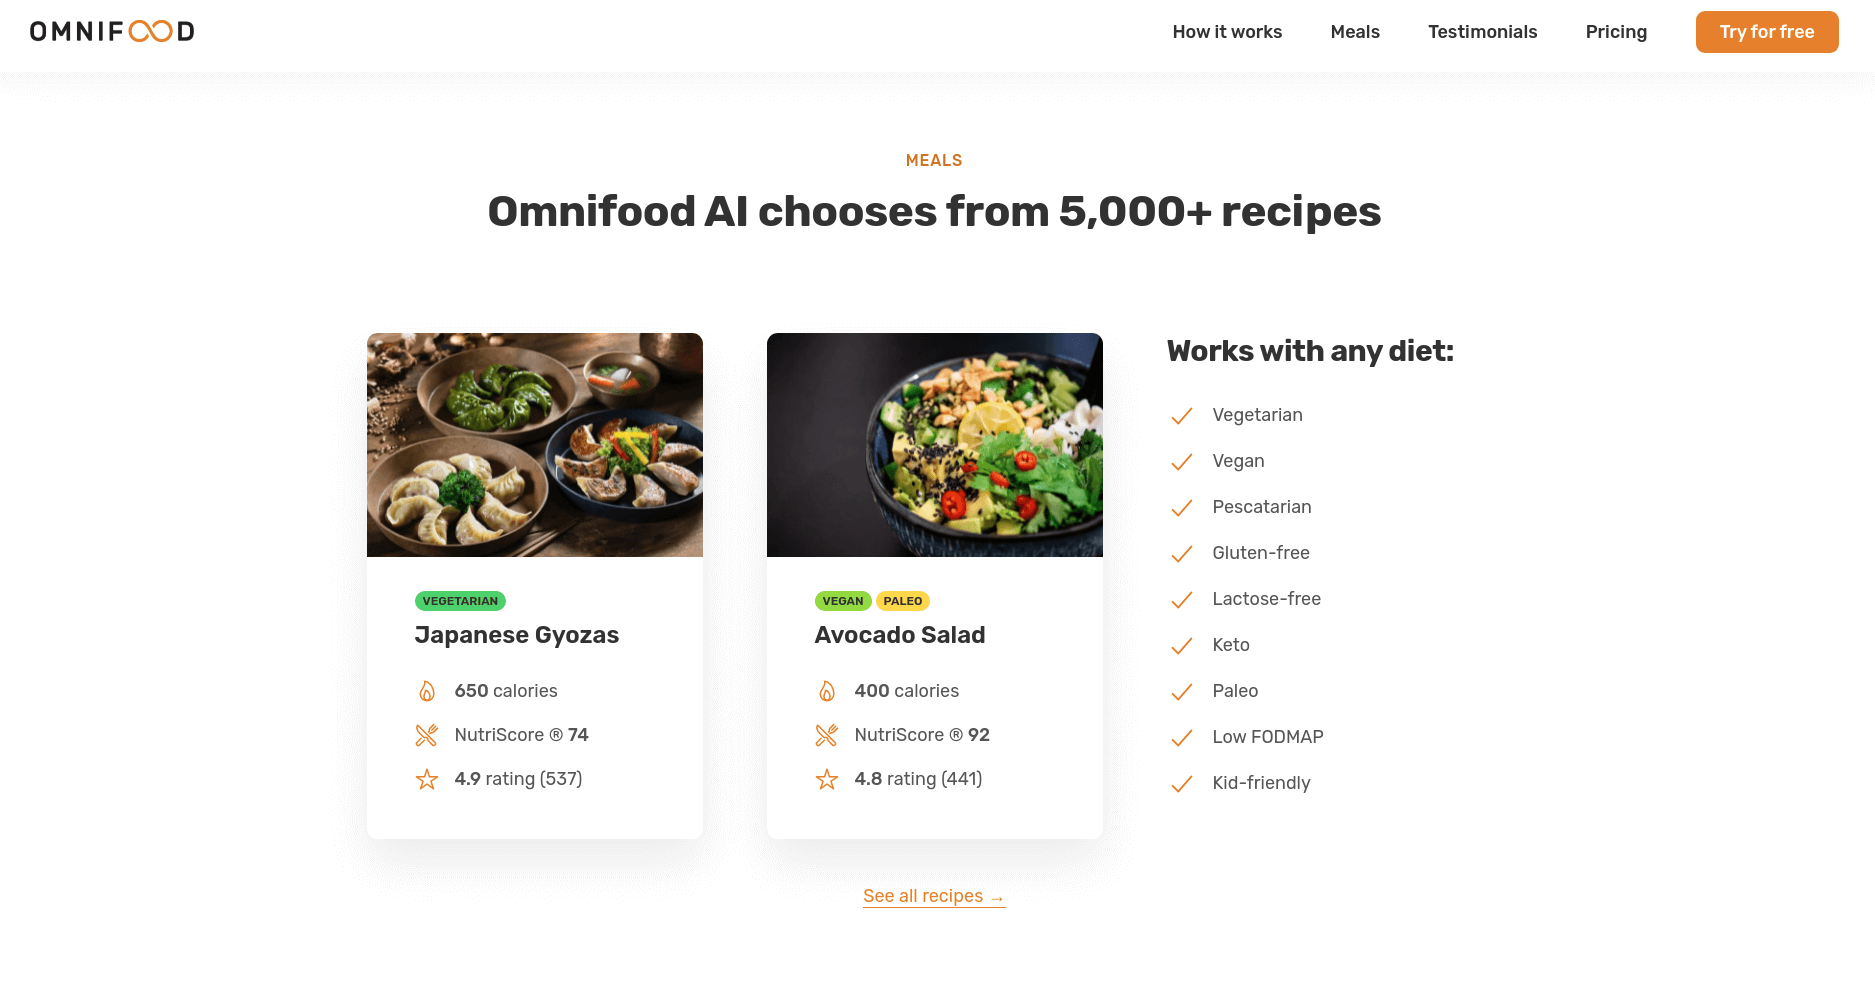 OMNIFOOD
How it works
Meals
Testimonials
Pricing
Try for free
MEALS
Omnifood AI chooses from 5,000+ recipes
VEGETARIAN
Japanese Gyozas
650 calories
NutriScore ® 74
4.9 rating (537)
VEGAN PALEO
Avocado Salad
400 calories
NutriScore ® 92
4.8 rating (441)
Works with any diet:
Vegetarian
Vegan
Pescatarian
Gluten-free
Lactose-free
Keto
Paleo
Low FODMAP
Kid-friendly
See all recipes →